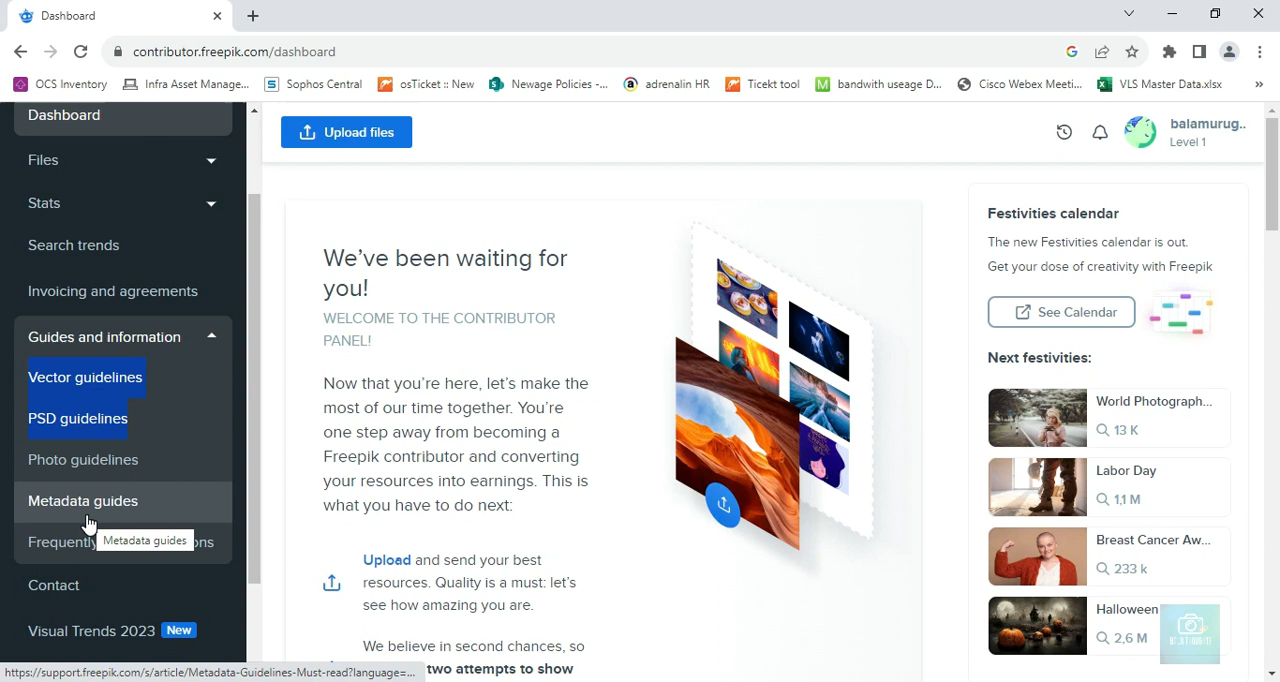 Dashboard
contributor.freepik.com/dashboard
OCS Inventory
Infra Asset Manage...
Sophos Central
osTicket :: New
Newage Policies -...
adrenalin HR
Ticekt tool
bandwith useage D...
Cisco Webex Meeti...
VLS Master Data.xlsx
»
Dashboard
Files
Stats
Search trends
Invoicing and agreements
Guides and information
Vector guidelines
PSD guidelines
Photo guidelines
Metadata guides
Metadata guides
Frequently
ons
Contact
Visual Trends 2023 New
https://support.freepik.com/s/article/Metadata-Guidelines-Must-read?language=...
Upload files
balamurug..
Level 1
We've been waiting for
you!
WELCOME TO THE CONTRIBUTOR
PANEL!
Now that you're here, let's make the
most of our time together. You're
one step away from becoming a
Freepik contributor and converting
your resources into earnings. This is
what you have to do next:
Upload and send your best
resources. Quality is a must: let's
see how amazing you are.
We believe in second chances, so
two attempts to show
Festivities calendar
The new Festivities calendar is out.
Get your dose of creativity with Freepik
See Calendar
Next festivities:
World Photograph...
13 K
Labor Day
1,1 M
Breast Cancer Aw...
233 k
Halloween
2,6 M